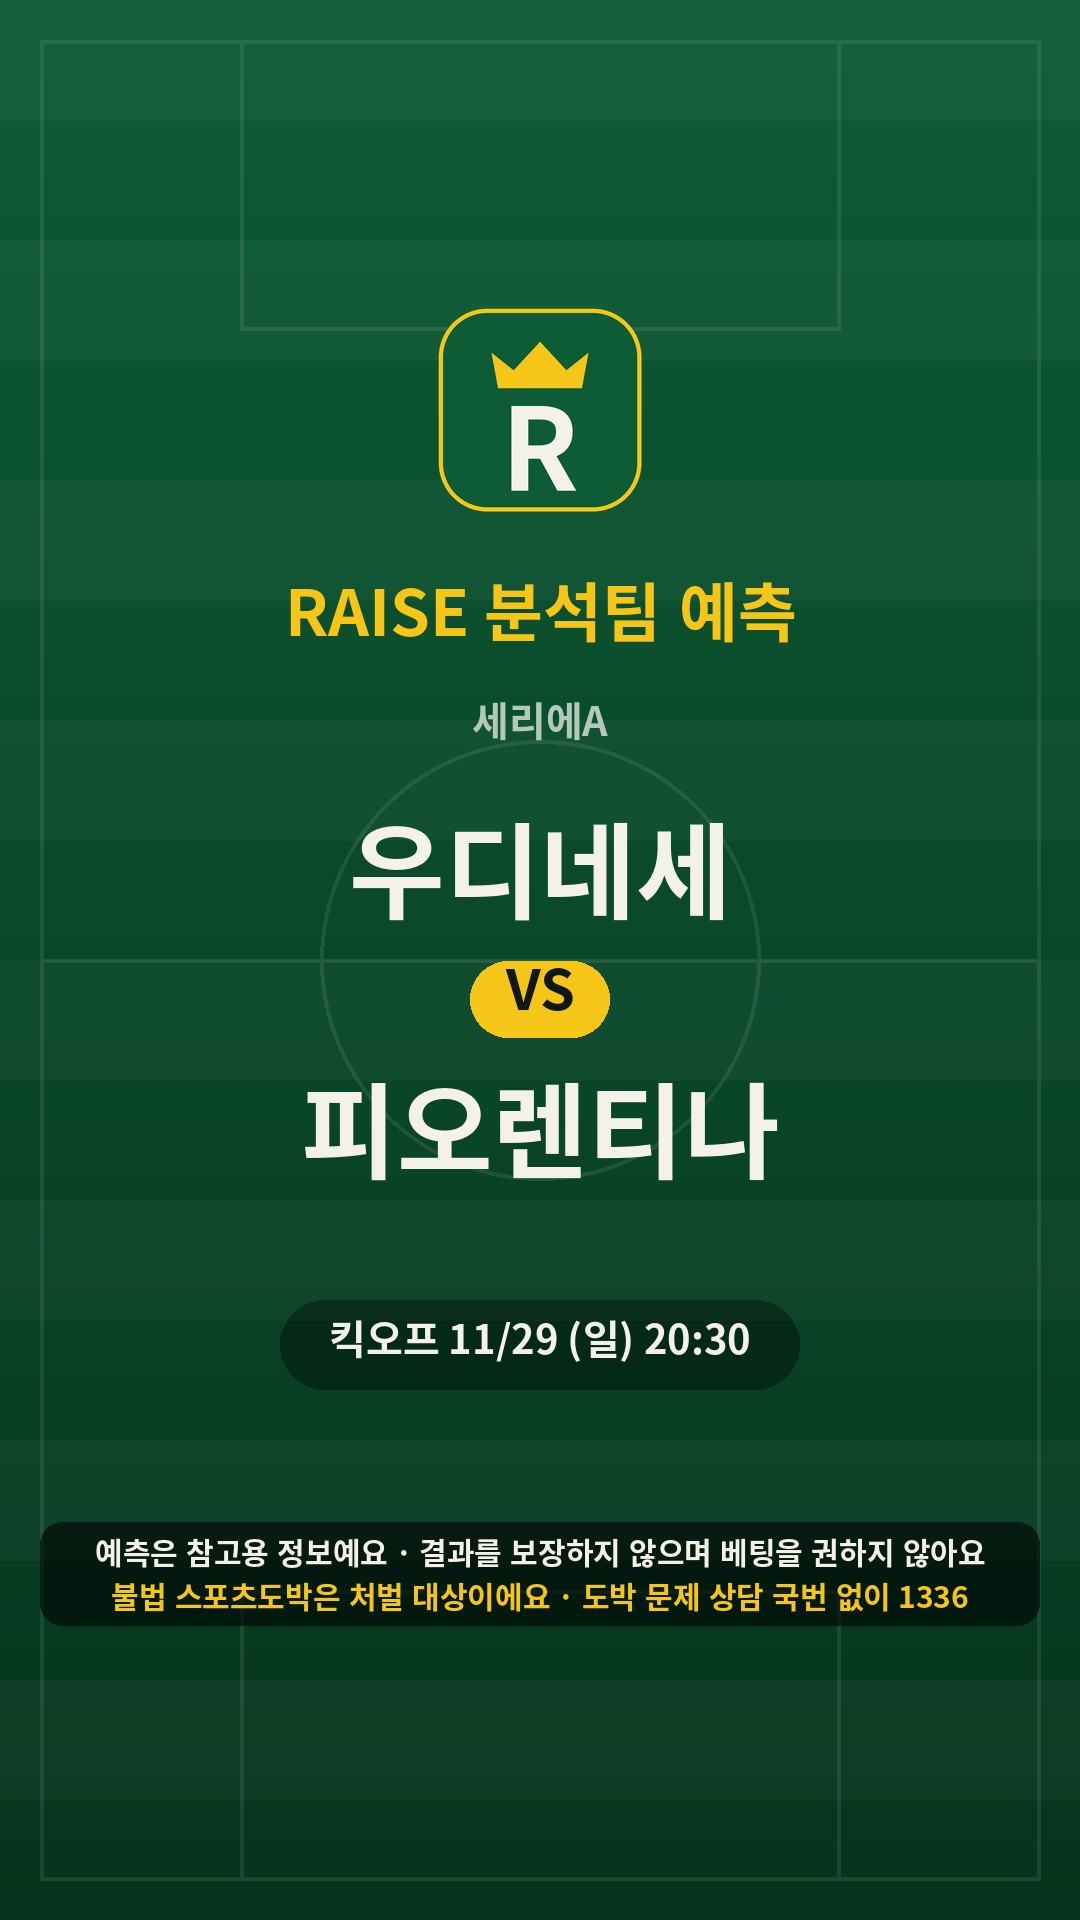 R
RAISE 분석팀 예측
세리에A
우디네세
VS
피오렌티나
킥오프 11/29 (일) 20:30
예측은 참고용 정보예요 · 결과를 보장하지 않으며 베팅을 권하지 않아요
불법 스포츠도박은 처벌 대상이에요 · 도박 문제 상담 국번 없이 1336